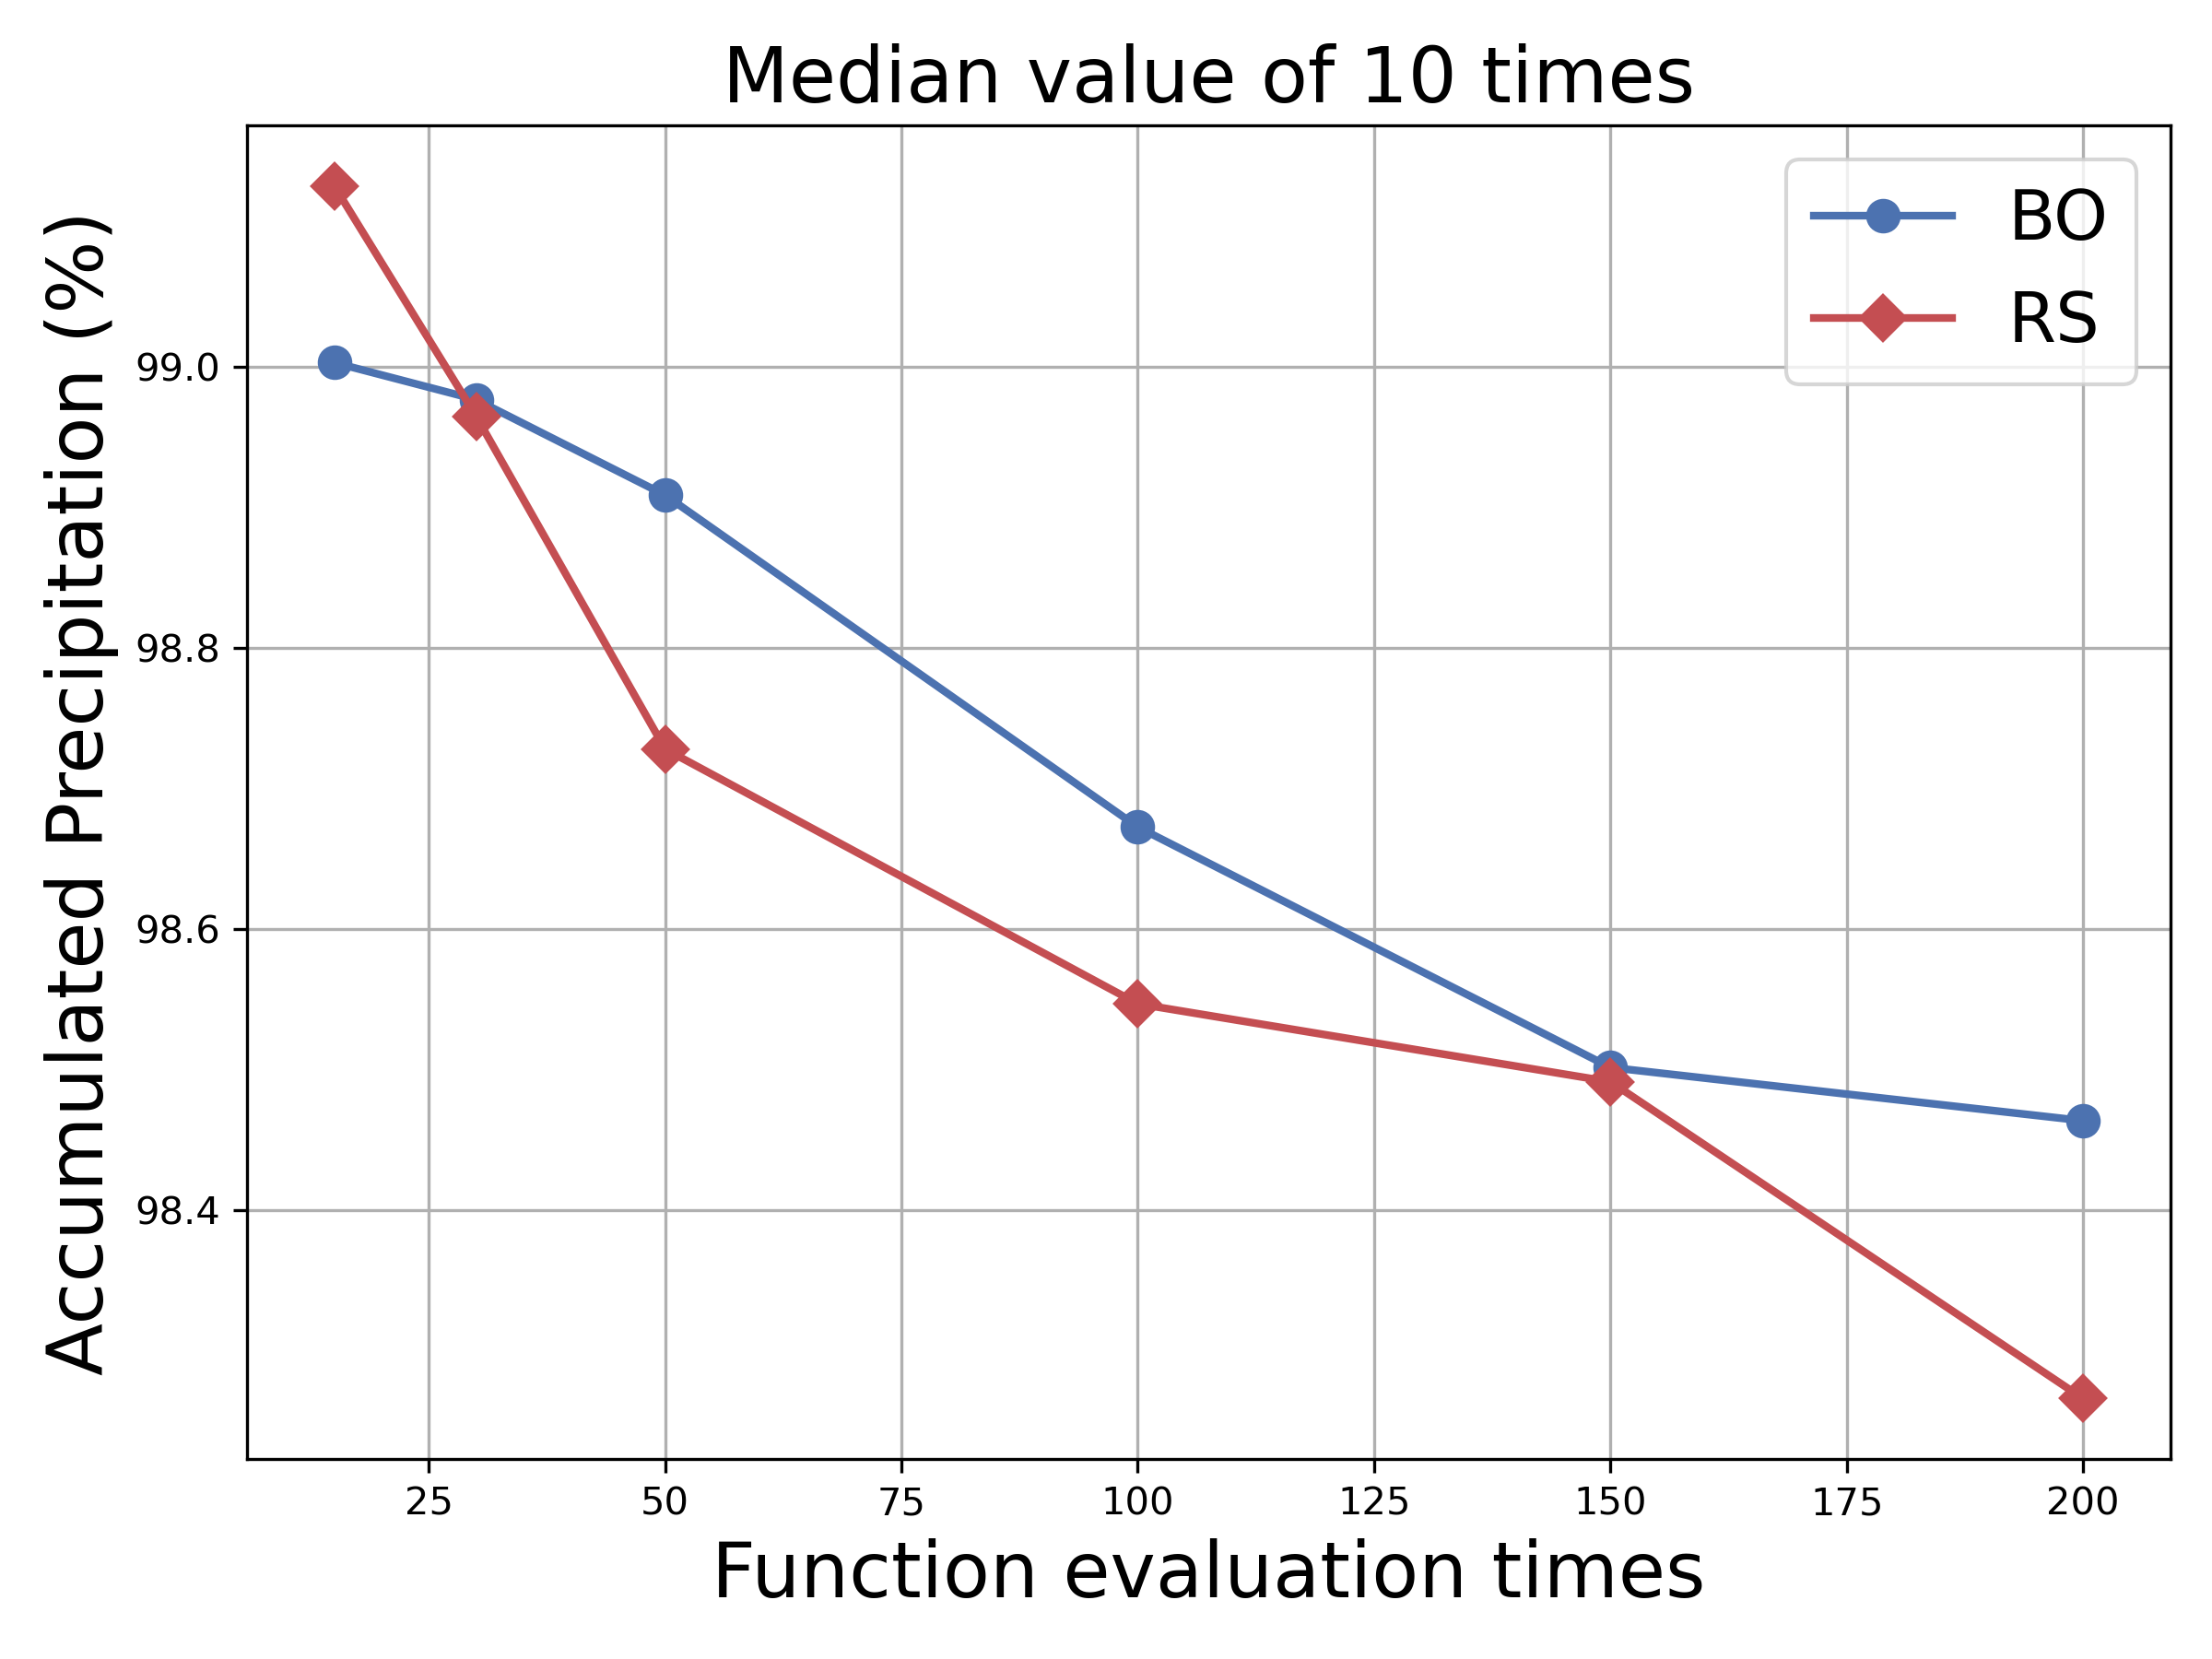 Median value of 10 times
BO
RS
Accumulated Precipitation (%)
99.0
98.8
98.6
98.4
25 50 75 100 125 150 175 200
Function evaluation times